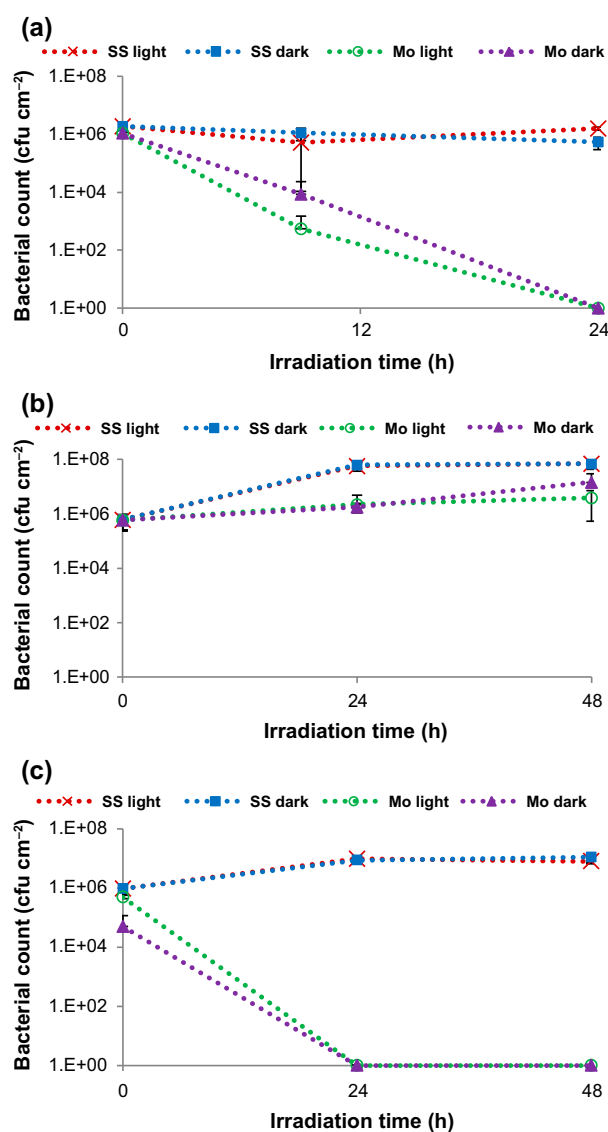 (a)
SS light SS dark Mo light Mo dark
Bacterial count (cfu cm⁻²)
1.E+08
1.E+06
1.E+04
1.E+02
1.E+00
0 12 24
Irradiation time (h)
(b)
SS light SS dark Mo light Mo dark
Bacterial count (cfu cm⁻²)
1.E+08
1.E+06
1.E+04
1.E+02
1.E+00
0 24 48
Irradiation time (h)
(c)
SS light SS dark Mo light Mo dark
Bacterial count (cfu cm⁻²)
1.E+08
1.E+06
1.E+04
1.E+02
1.E+00
0 24 48
Irradiation time (h)